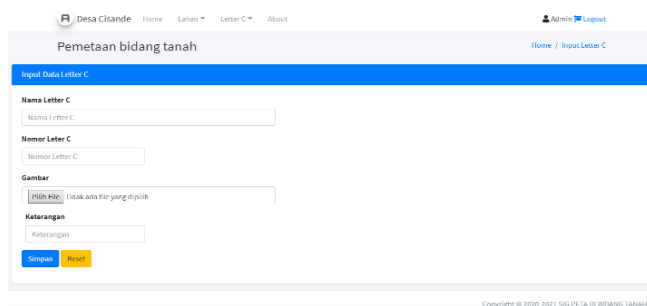 Desa Cisande Home Lahan Letter C About Admin Logout
Pemetaan bidang tanah Home / Input Letter C
Input Data Letter C
Nama Letter C
Nama Letter C
Nomor Leter C
Nomor Letter C
Gambar
Pilih File Tidak ada file yang dipilih
Keterangan
Keterangan
Simpan Reset
Copyright © 2020-2021 SIG PETA DI BIDANG TANAH